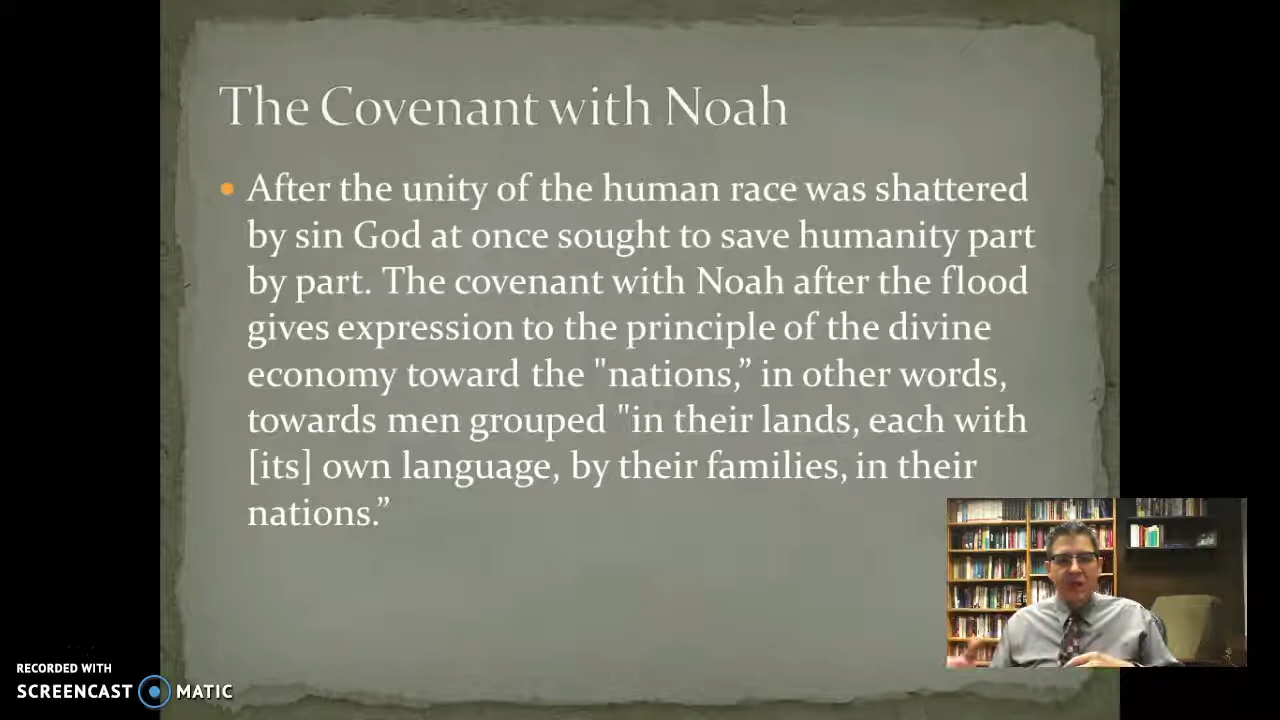 The Covenant with Noah
After the unity of the human race was shattered
by sin God at once sought to save humanity part
by part. The covenant with Noah after the flood
gives expression to the principle of the divine
economy toward the "nations,” in other words,
towards men grouped "in their lands, each with
[its] own language, by their families, in their
nations.”
RECORDED WITH
SCREENCAST MATIC